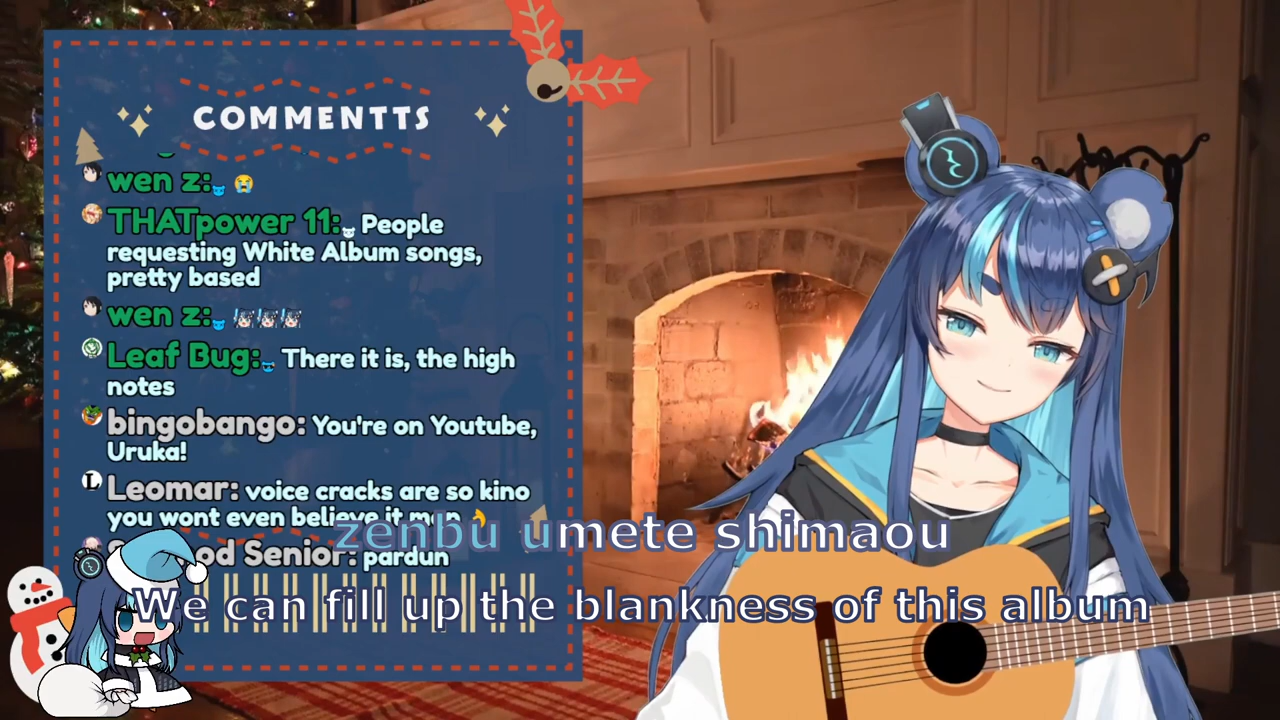 COMMENTTS
wen z: 😭
THATpower 11: People
requesting White Album songs,
pretty based
wen z:
Leaf Bug: There it is, the high
notes
bingobango: You're on Youtube,
Uruka!
Leomar: voice cracks are so kino
you wont even believe it man
od Senior: pardun
zenbu umete shimaou
We can fill up the blankness of this album